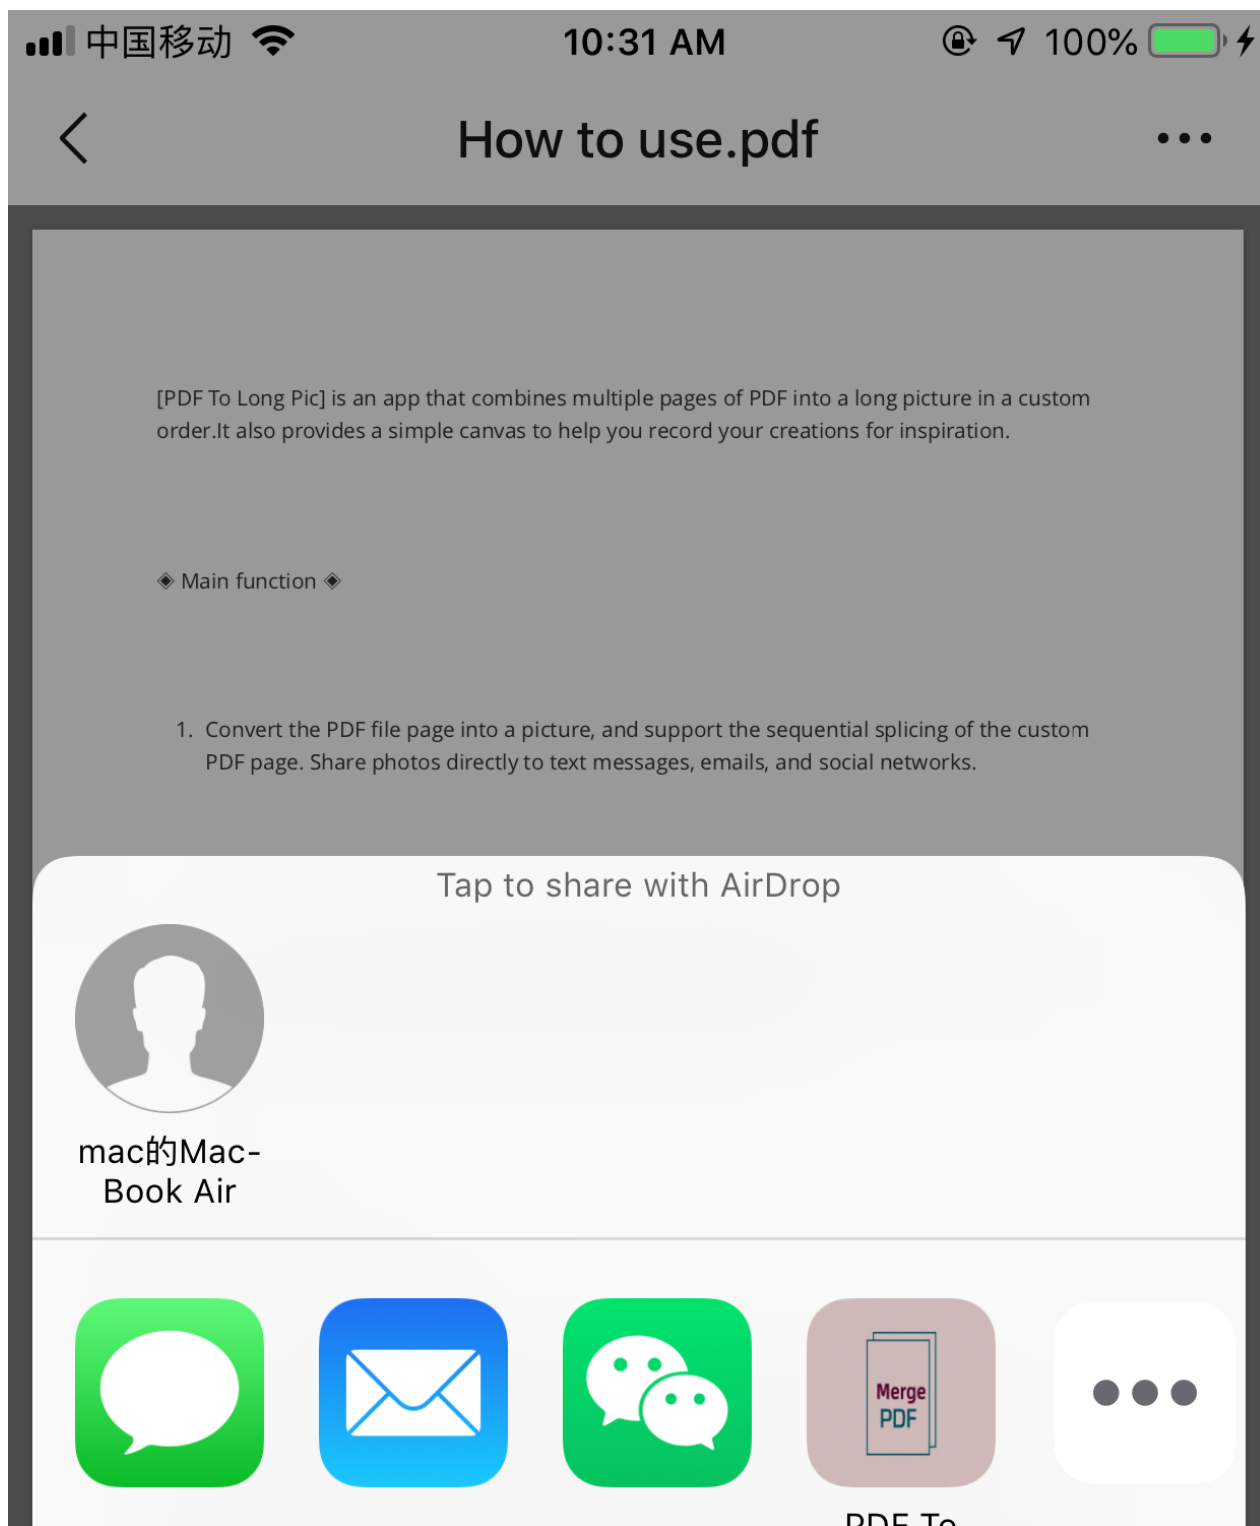 中国移动 10:31 AM 100%
How to use.pdf
[PDF To Long Pic] is an app that combines multiple pages of PDF into a long picture in a custom
order.It also provides a simple canvas to help you record your creations for inspiration.
◈ Main function ◈
1. Convert the PDF file page into a picture, and support the sequential splicing of the custom
PDF page. Share photos directly to text messages, emails, and social networks.
Tap to share with AirDrop
mac的Mac-
Book Air
Merge
PDF
PDF To